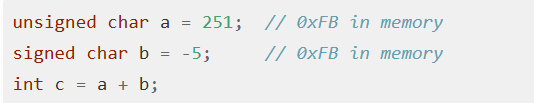 unsigned char a = 251;  // 0xFB in memory
signed char b = -5;     // 0xFB in memory
int c = a + b;